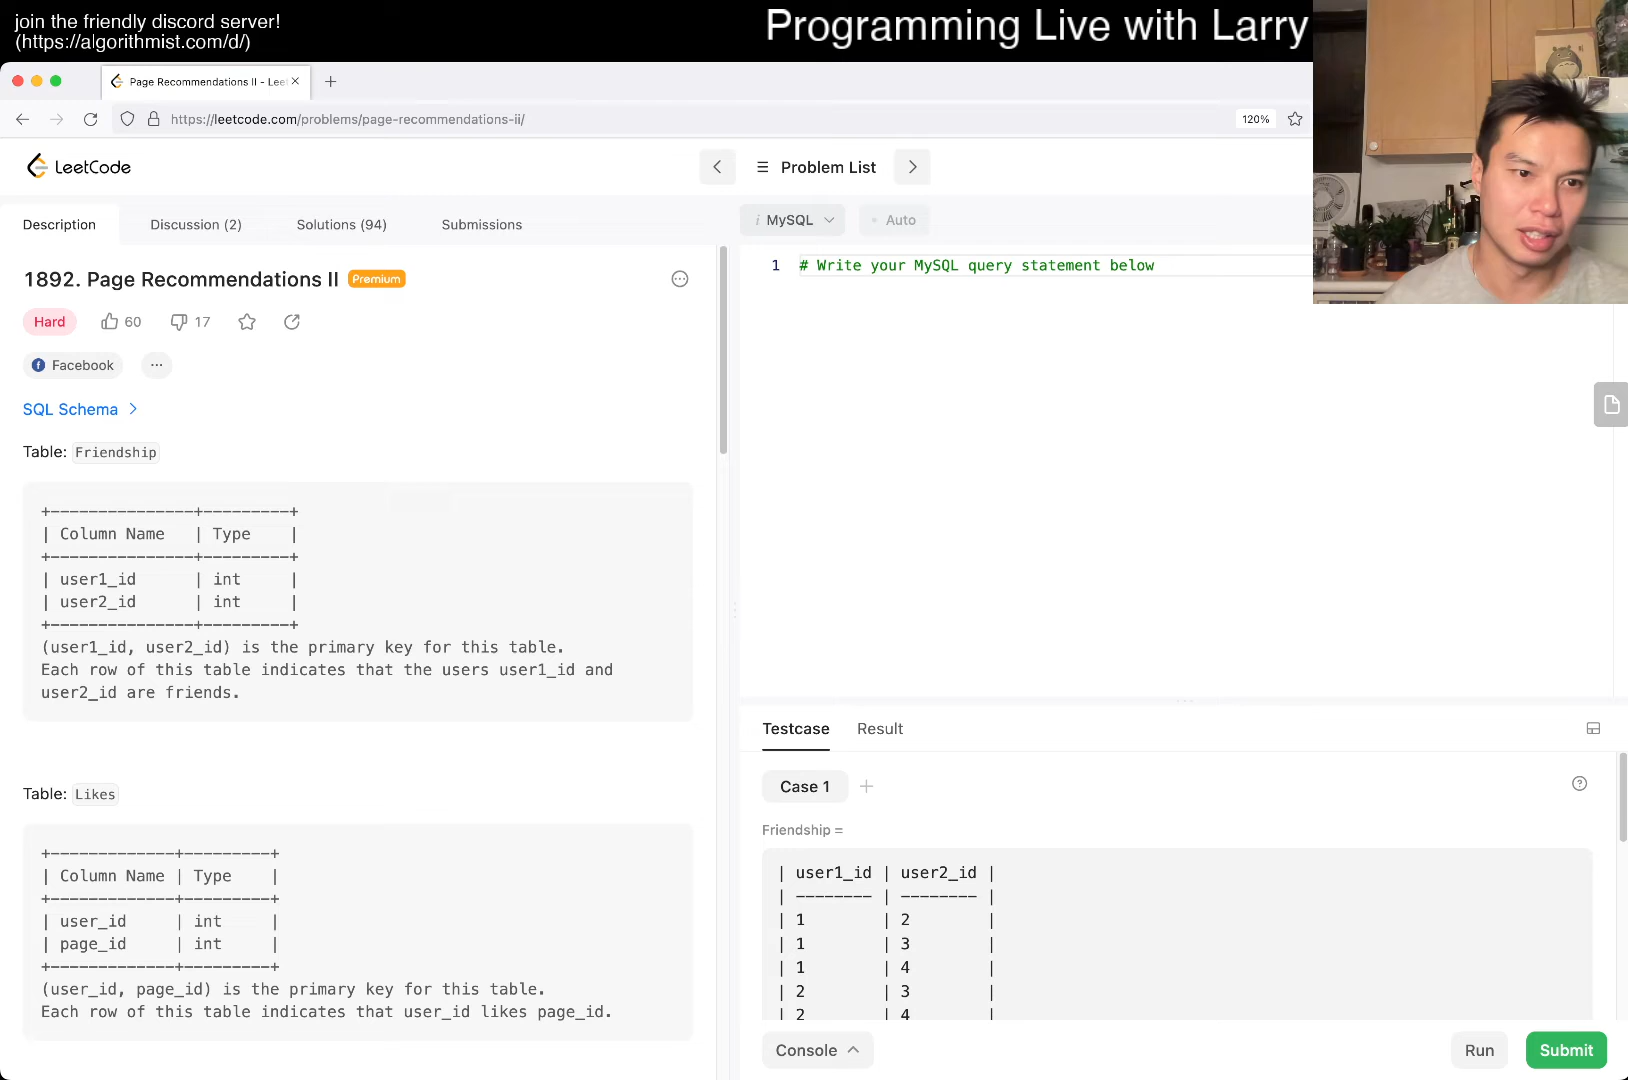 join the friendly discord server!
(https://algorithmist.com/d/)
Programming Live with Larry
Page Recommendations II - Lee
https://leetcode.com/problems/page-recommendations-ii/
120%
LeetCode
Problem List
Description
Discussion (2)
Solutions (94)
Submissions
i MySQL
Auto
1 # Write your MySQL query statement below
1892. Page Recommendations II Premium
Hard 60 17
Facebook ...
SQL Schema >
Table: Friendship
+---------------+---------+
| Column Name   | Type    |
+---------------+---------+
| user1_id      | int     |
| user2_id      | int     |
+---------------+---------+
(user1_id, user2_id) is the primary key for this table.
Each row of this table indicates that the users user1_id and
user2_id are friends.
Table: Likes
+-------------+---------+
| Column Name | Type    |
+-------------+---------+
| user_id     | int     |
| page_id     | int     |
+-------------+---------+
(user_id, page_id) is the primary key for this table.
Each row of this table indicates that user_id likes page_id.
Testcase
Result
Case 1 +
Friendship =
| user1_id | user2_id |
| -------- | -------- |
| 1        | 2        |
| 1        | 3        |
| 1        | 4        |
| 2        | 3        |
| 2        | 4        |
Console
Run
Submit